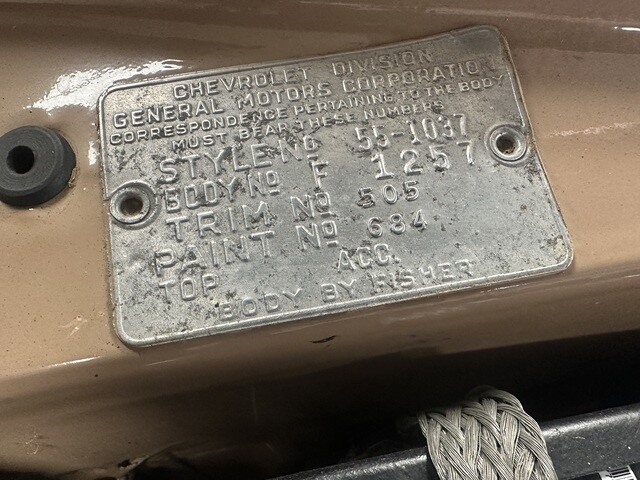 CHEVROLET DIVISION
GENERAL MOTORS CORPORATIO
CORRESPONDENCE PERTAINING TO THE BODY
MUST BEAR THESE NUMBERS
STYLE Nº 55-1037
BODY Nº F 1257
TRIM Nº 505
PAINT Nº 684
TOP ACC.
BODY BY FISHER